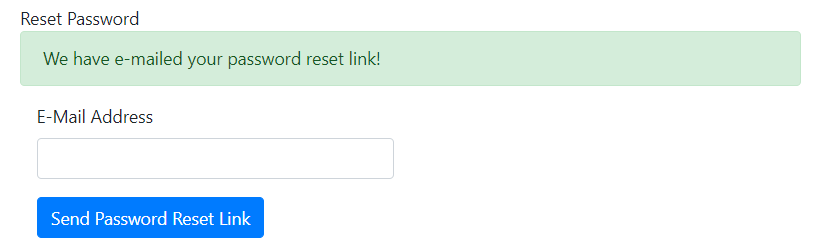 Reset Password
We have e-mailed your password reset link!
E-Mail Address
Send Password Reset Link